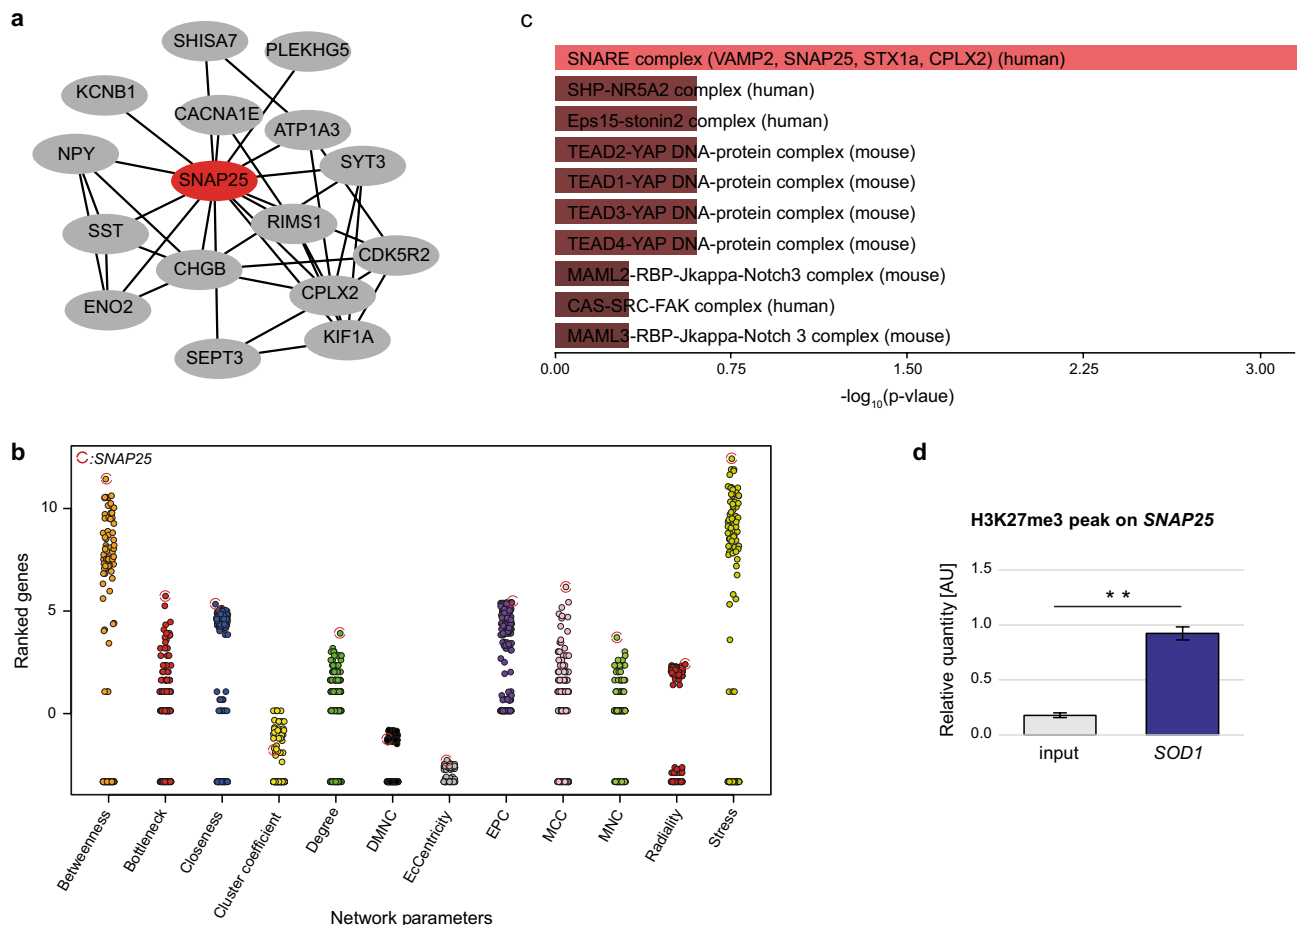 a
SHISA7
PLEKHG5
KCNB1
CACNA1E
ATP1A3
NPY
SYT3
SNAP25
SST
RIMS1
CHGB
CDK5R2
ENO2
CPLX2
SEPT3
KIF1A
c
SNARE complex (VAMP2, SNAP25, STX1a, CPLX2) (human)
SHP-NR5A2 complex (human)
Eps15-stonin2 complex (human)
TEAD2-YAP DNA-protein complex (mouse)
TEAD1-YAP DNA-protein complex (mouse)
TEAD3-YAP DNA-protein complex (mouse)
TEAD4-YAP DNA-protein complex (mouse)
MAML2-RBP-Jkappa-Notch3 complex (mouse)
CAS-SRC-FAK complex (human)
MAML3-RBP-Jkappa-Notch 3 complex (mouse)
0.00 0.75 1.50 2.25 3.00
-log10(p-vlaue)
b
:SNAP25
Ranked genes
10
5
0
Betweenness
Bottleneck
Closeness
Cluster coefficient
Degree
DMNC
EcCentricity
EPC
MCC
MNC
Radiality
Stress
Network parameters
d
H3K27me3 peak on SNAP25
Relative quantity [AU]
1.5
1.0
0.5
0.0
* *
input SOD1